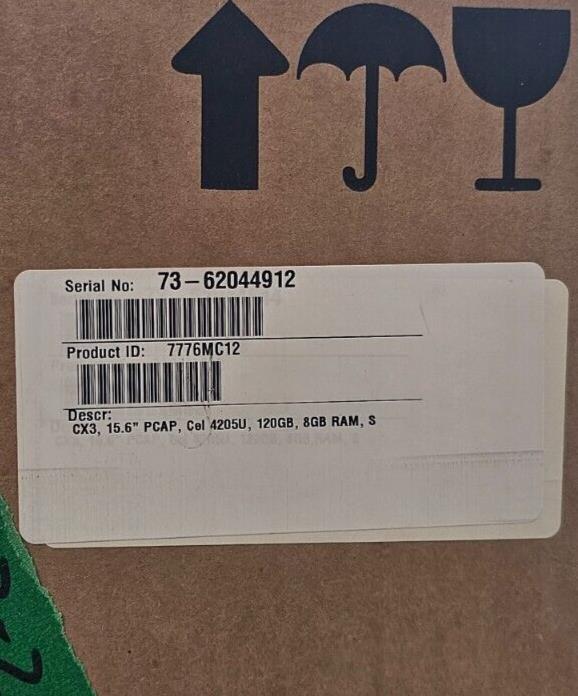 Serial No: 73-62044912
Product ID: 7776MC12
Descr:
CX3, 15.6" PCAP, Cel 4205U, 120GB, 8GB RAM, S